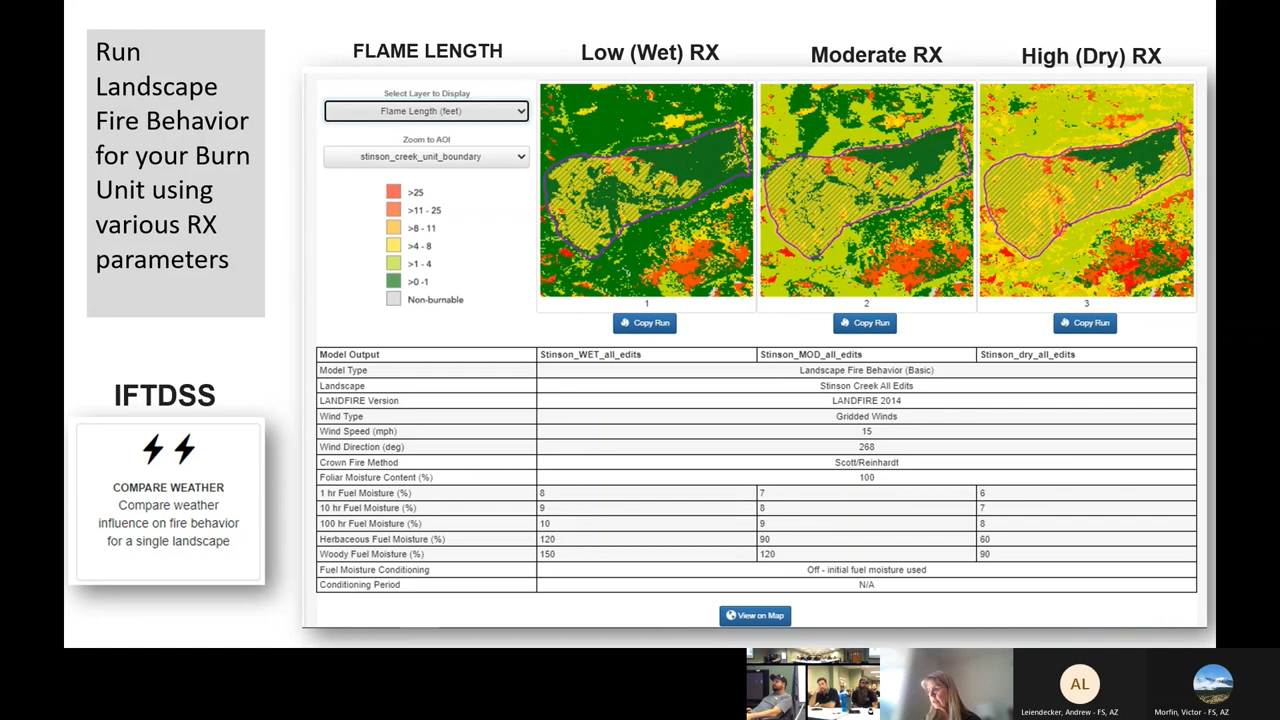 Run
Landscape
Fire Behavior
for your Burn
Unit using
various RX
parameters
IFTDSS
COMPARE WEATHER
Compare weather
influence on fire behavior
for a single landscape
FLAME LENGTH
Low (Wet) RX
Moderate RX
High (Dry) RX
Select Layer to Display
Flame Length (feet)
Zoom to AOI
stinson_creek_unit_boundary
>25
>11 - 25
>8 - 11
>4 - 8
>1 - 4
>0 -1
Non-burnable
1
2
3
Copy Run
Copy Run
Copy Run
Model Output Stinson_WET_all_edits Stinson_MOD_all_edits Stinson_dry_all_edits
Model Type Landscape Fire Behavior (Basic)
Landscape Stinson Creek All Edits
LANDFIRE Version LANDFIRE 2014
Wind Type Gridded Winds
Wind Speed (mph) 15
Wind Direction (deg) 268
Crown Fire Method Scott/Reinhardt
Foliar Moisture Content (%) 100
1 hr Fuel Moisture (%) 8 7 6
10 hr Fuel Moisture (%) 9 8 7
100 hr Fuel Moisture (%) 10 9 8
Herbaceous Fuel Moisture (%) 120 90 60
Woody Fuel Moisture (%) 150 120 90
Fuel Moisture Conditioning Off - initial fuel moisture used
Conditioning Period N/A
View on Map
AL
Leiendecker, Andrew - FS, AZ
Morfin, Victor - FS, AZ